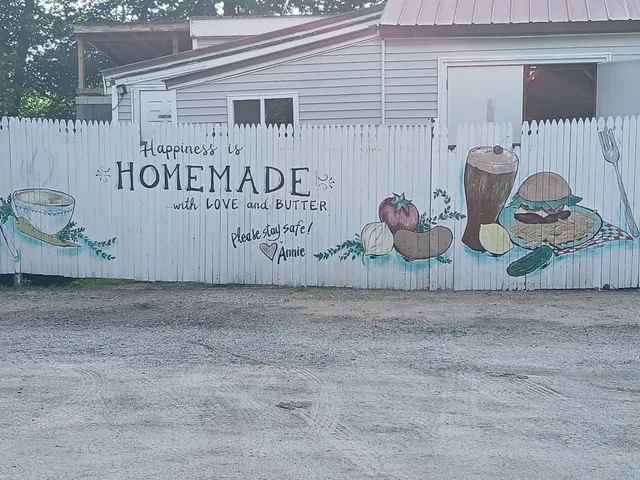 Happiness is
HOMEMADE
...with LOVE and BUTTER
please stay safe!
Annie